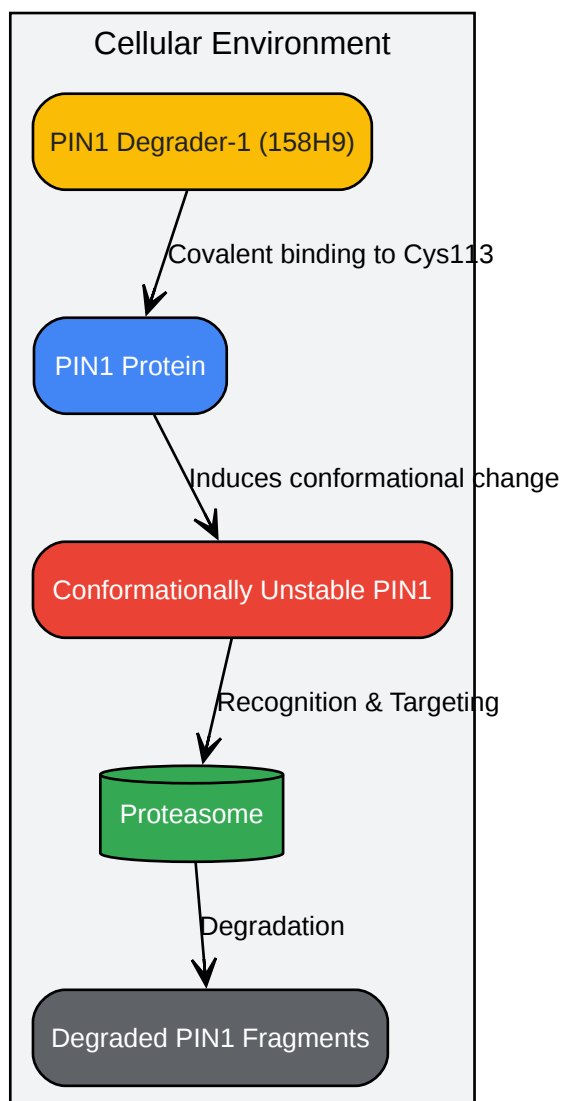 Cellular Environment
PIN1 Degrader-1 (158H9)
Covalent binding to Cys113
PIN1 Protein
Induces conformational change
Conformationally Unstable PIN1
Recognition & Targeting
Proteasome
Degradation
Degraded PIN1 Fragments